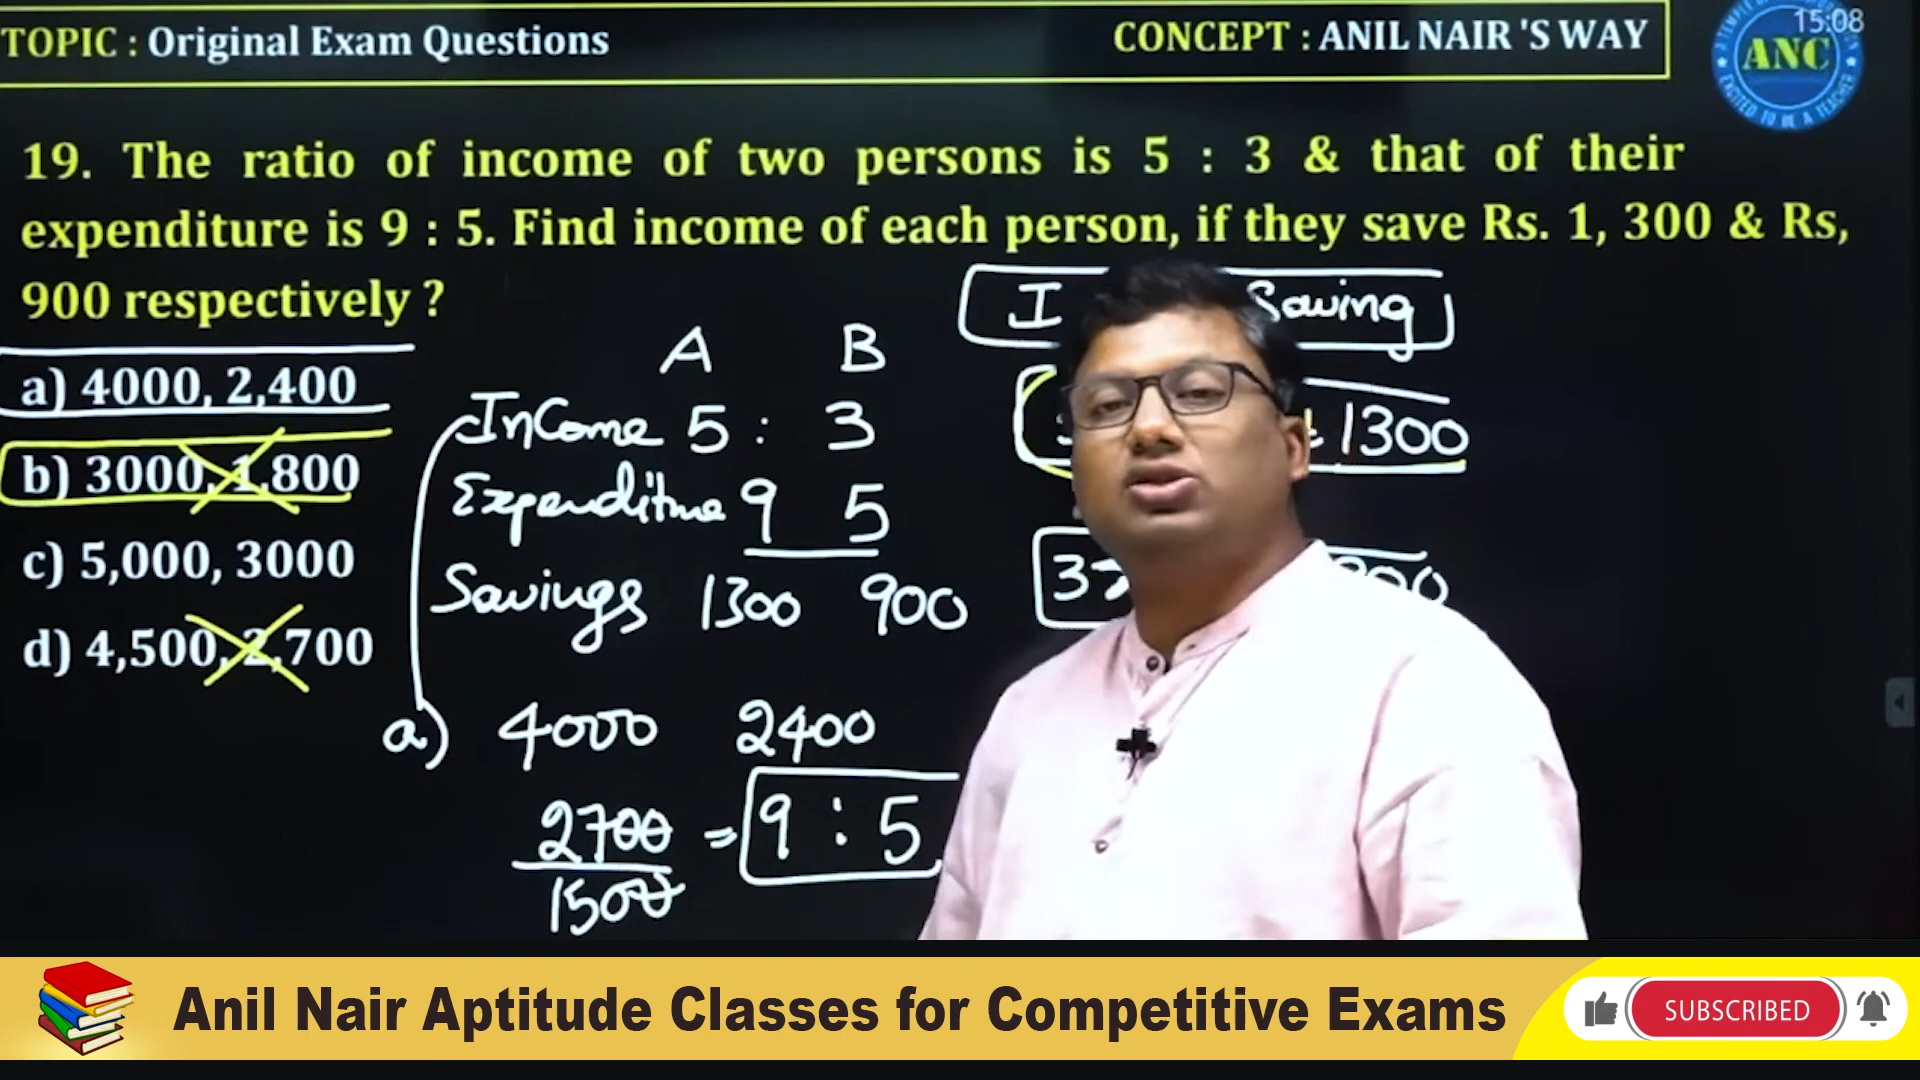 TOPIC : Original Exam Questions
CONCEPT : ANIL NAIR 'S WAY
15:08
ANC
EXCITED TO BE A TEACHER
19. The ratio of income of two persons is 5 : 3 & that of their
expenditure is 9 : 5. Find income of each person, if they save Rs. 1, 300 & Rs,
900 respectively ?
I Saving
a) 4000, 2,400
b) 3000, 1,800
c) 5,000, 3000
d) 4,500, 2,700
A B
InCome 5 : 3
Expenditure 9 5
Savings 1300 900
1300
a) 4000 2400
2700
= 9 : 5
1500
Anil Nair Aptitude Classes for Competitive Exams
SUBSCRIBED